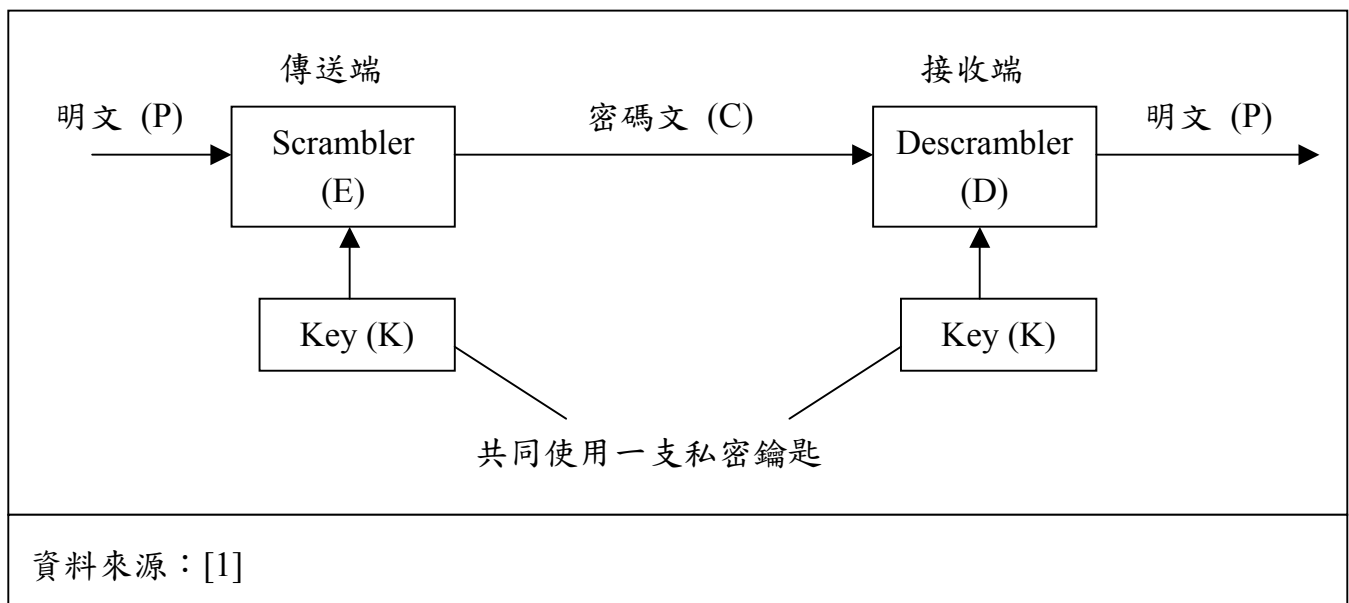 傳送端
接收端
明文 (P)
Scrambler
(E)
密碼文 (C)
Descrambler
(D)
明文 (P)
Key (K)
Key (K)
共同使用一支私密鑰匙
資料來源：[1]